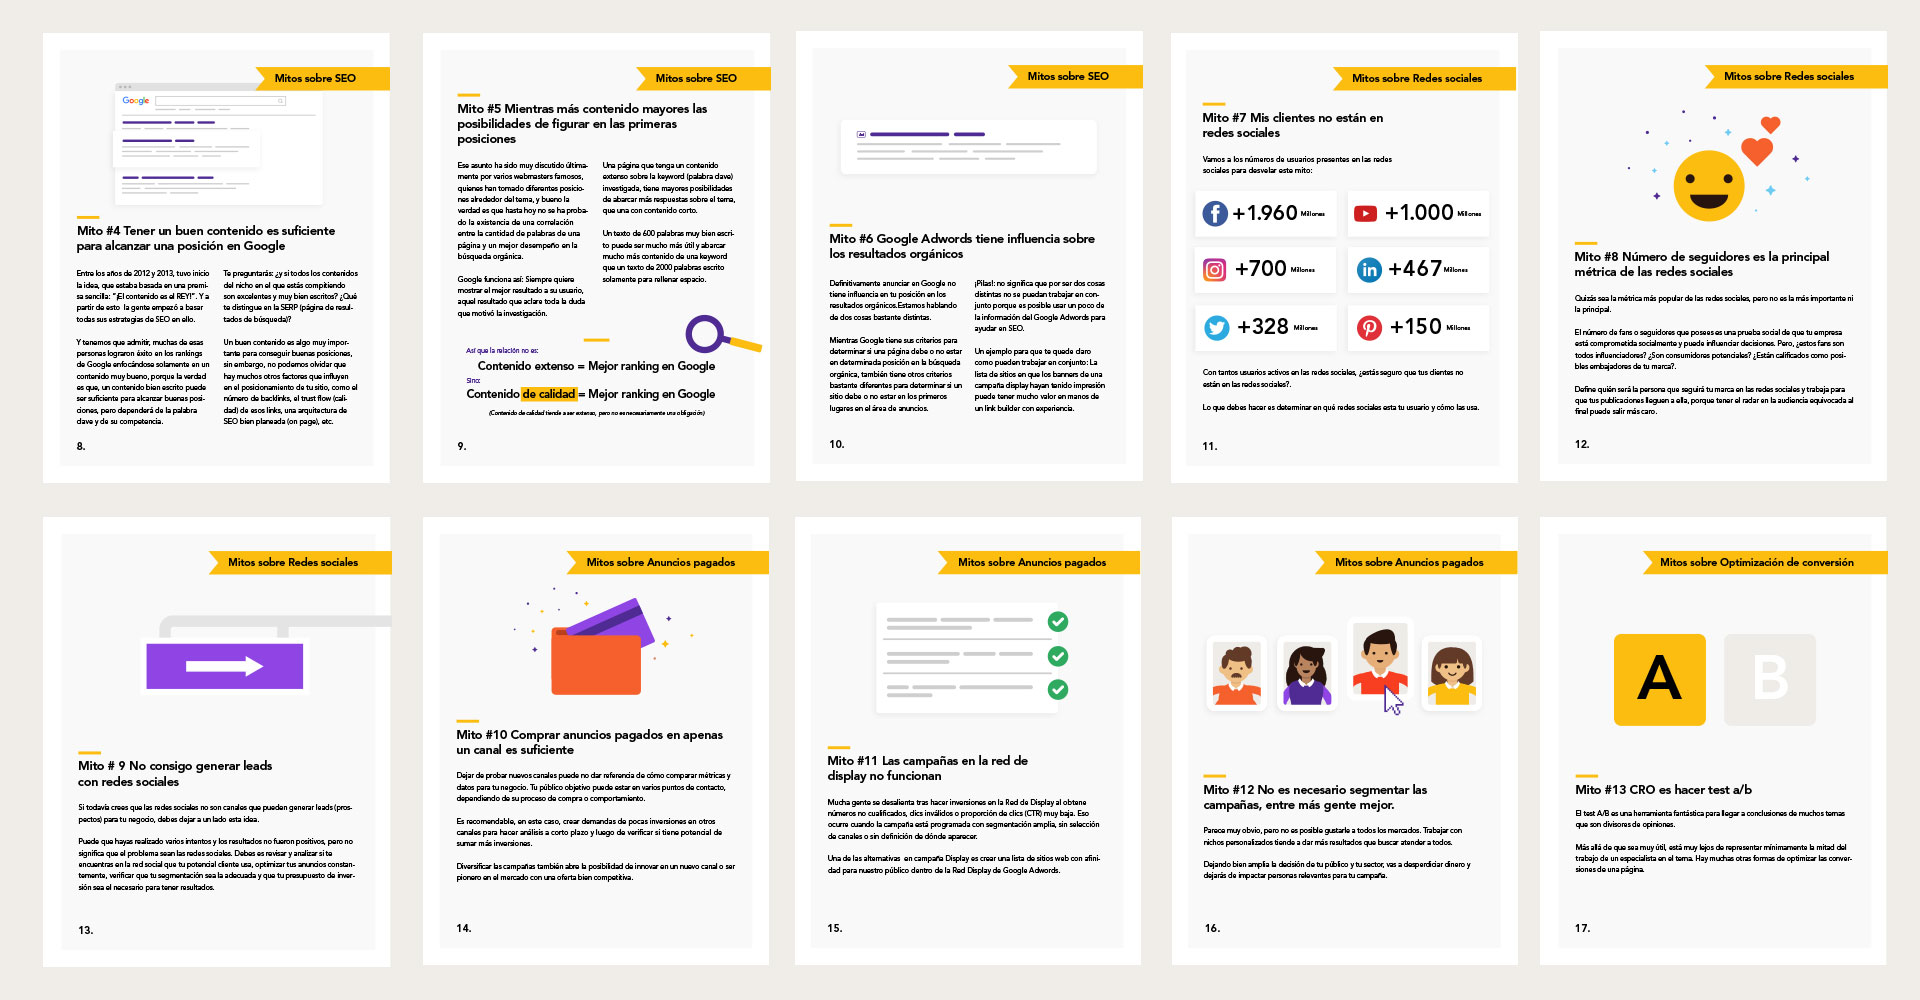 Mitos sobre SEO
Google
Mito #4 Tener un buen contenido es suficiente
para alcanzar una posición en Google
Entre los años de 2012 y 2013, tuvo inicio
la idea, que estaba basada en una premi-
sa sencilla: "¡El contenido es el REY!". Y a
partir de esto la gente empezó a basar
todas sus estrategias de SEO en ello.
Y tenemos que admitir, muchas de esas
personas lograron éxito en los rankings
de Google enfocándose solamente en un
contenido muy bueno, porque la verdad
es que, un contenido bien escrito puede
ser suficiente para alcanzar buenas posi-
ciones, pero dependerá de la palabra
clave y de su competencia.
Te preguntarás: ¿y si todos los contenidos
del nicho en el que estás compitiendo
son excelentes y muy bien escritos? ¿Qué
te distingue en la SERP (página de resul-
tados de búsqueda)?
Un buen contenido es algo muy impor-
tante para conseguir buenas posiciones,
sin embargo, no podemos olvidar que
hay muchos otros factores que influyen
en el posicionamiento de tu sitio, como el
número de backlinks, el trust flow (cali-
dad) de esos links, una arquitectura de
SEO bien planeada (on page), etc.
8.
Mitos sobre SEO
Mito #5 Mientras más contenido mayores las
posibilidades de figurar en las primeras
posiciones
Ese asunto ha sido muy discutido última-
mente por varios webmasters famosos,
quienes han tomado diferentes posicio-
nes alrededor del tema, y bueno la
verdad es que hasta hoy no se ha proba-
do la existencia de una correlación
entre la cantidad de palabras de una
página y un mejor desempeño en la
búsqueda orgánica.
Google funciona así: Siempre quiere
mostrar el mejor resultado a su usuario,
aquel resultado que aclare toda la duda
que motivó la investigación.
Una página que tenga un contenido
extenso sobre la keyword (palabra clave)
investigada, tiene mayores posibilidades
de abarcar más respuestas sobre el tema,
que una con contenido corto.
Un texto de 600 palabras muy bien escri-
to puede ser mucho más útil y abarcar
mucho más contenido de una keyword
que un texto de 2000 palabras escrito
solamente para rellenar espacio.
Así que la relación no es:
Contenido extenso = Mejor ranking en Google
Sino:
Contenido de calidad = Mejor ranking en Google
(Contenido de calidad tiende a ser extenso, pero no es necesariamente una obligación)
9.
Mitos sobre SEO
Ad
Mito #6 Google Adwords tiene influencia sobre
los resultados orgánicos
Definitivamente anunciar en Google no
tiene influencia en tu posición en los
resultados orgánicos.Estamos hablando
de dos cosas bastante distintas.
Mientras Google tiene sus criterios para
determinar si una página debe o no estar
en determinada posición en la búsqueda
orgánica, también tiene otros criterios
bastante diferentes para determinar si un
sitio debe o no estar en los primeros
lugares en el área de anuncios.
¡Pilas!: no significa que por ser dos cosas
distintas no se puedan trabajar en con-
junto porque es posible usar un poco de
la información del Google Adwords para
ayudar en SEO.
Un ejemplo para que te quede claro
como pueden trabajar en conjunto: La
lista de sitios en que los banners de una
campaña display hayan tenido impresión
puede tener mucho valor en manos de
un link builder con experiencia.
10.
Mitos sobre Redes sociales
Mito #7 Mis clientes no están en
redes sociales
Vamos a los números de usuarios presentes en las redes
sociales para desvelar este mito:
+1.960 Millones
+1.000 Millones
+700 Millones
in +467 Millones
+328 Millones
+150 Millones
Con tantos usuarios activos en las redes sociales, ¿estás seguro que tus clientes no
están en las redes sociales?.
Lo que debes hacer es determinar en qué redes sociales esta tu usuario y cómo las usa.
11.
Mitos sobre Redes sociales
Mito #8 Número de seguidores es la principal
métrica de las redes sociales
Quizás sea la métrica más popular de las redes sociales, pero no es la más importante ni
la principal.
El número de fans o seguidores que posees es una prueba social de que tu empresa
está comprometida socialmente y puede influenciar decisiones. Pero, ¿estos fans son
todos influenciadores? ¿Son consumidores potenciales? ¿Están calificados como posi-
bles embajadores de tu marca?.
Define quién será la persona que seguirá tu marca en las redes sociales y trabaja para
que tus publicaciones lleguen a ella, porque tener el radar en la audiencia equivocada al
final puede salir más caro.
12.
Mitos sobre Redes sociales
Mito # 9 No consigo generar leads
con redes sociales
Si todavía crees que las redes sociales no son canales que pueden generar leads (pros-
pectos) para tu negocio, debes dejar a un lado esta idea.
Puede que hayas realizado varios intentos y los resultados no fueron positivos, pero no
significa que el problema sean las redes sociales. Debes es revisar y analizar si te
encuentras en la red social que tu potencial cliente usa, optimizar tus anuncios constan-
temente, verificar que tu segmentación sea la adecuada y que tu presupuesto de inver-
sión sea el necesario para tener resultados.
13.
Mitos sobre Anuncios pagados
Mito #10 Comprar anuncios pagados en apenas
un canal es suficiente
Dejar de probar nuevos canales puede no dar referencia de cómo comparar métricas y
datos para tu negocio. Tu público objetivo puede estar en varios puntos de contacto,
dependiendo de su proceso de compra o comportamiento.
Es recomendable, en este caso, crear demandas de pocas inversiones en otros
canales para hacer análisis a corto plazo y luego de verificar si tiene potencial de
sumar más inversiones.
Diversificar las campañas también abre la posibilidad de innovar en un nuevo canal o ser
pionero en el mercado con una oferta bien competitiva.
14.
Mitos sobre Anuncios pagados
Mito #11 Las campañas en la red de
display no funcionan
Mucha gente se desalienta tras hacer inversiones en la Red de Display al obtene
números no cualificados, clics inválidos o proporción de clics (CTR) muy baja. Eso
ocurre cuando la campaña está programada con segmentación amplia, sin selección
de canales o sin definición de dónde aparecer.
Una de las alternativas en campaña Display es crear una lista de sitios web con afini-
dad para nuestro público dentro de la Red Display de Google Adwords.
15.
Mitos sobre Anuncios pagados
Mito #12 No es necesario segmentar las
campañas, entre más gente mejor.
Parece muy obvio, pero no es posible gustarle a todos los mercados. Trabajar con
nichos personalizados tiende a dar más resultados que buscar atender a todos.
Dejando bien amplia la decisión de tu público y tu sector, vas a desperdiciar dinero y
dejarás de impactar personas relevantes para tu campaña.
16.
Mitos sobre Optimización de conversión
A B
Mito #13 CRO es hacer test a/b
El test A/B es una herramienta fantástica para llegar a conclusiones de muchos temas
que son divisores de opiniones.
Más allá de que sea muy útil, está muy lejos de representar mínimamente la mitad del
trabajo de un especialista en el tema. Hay muchas otras formas de optimizar las conver-
siones de una página.
17.